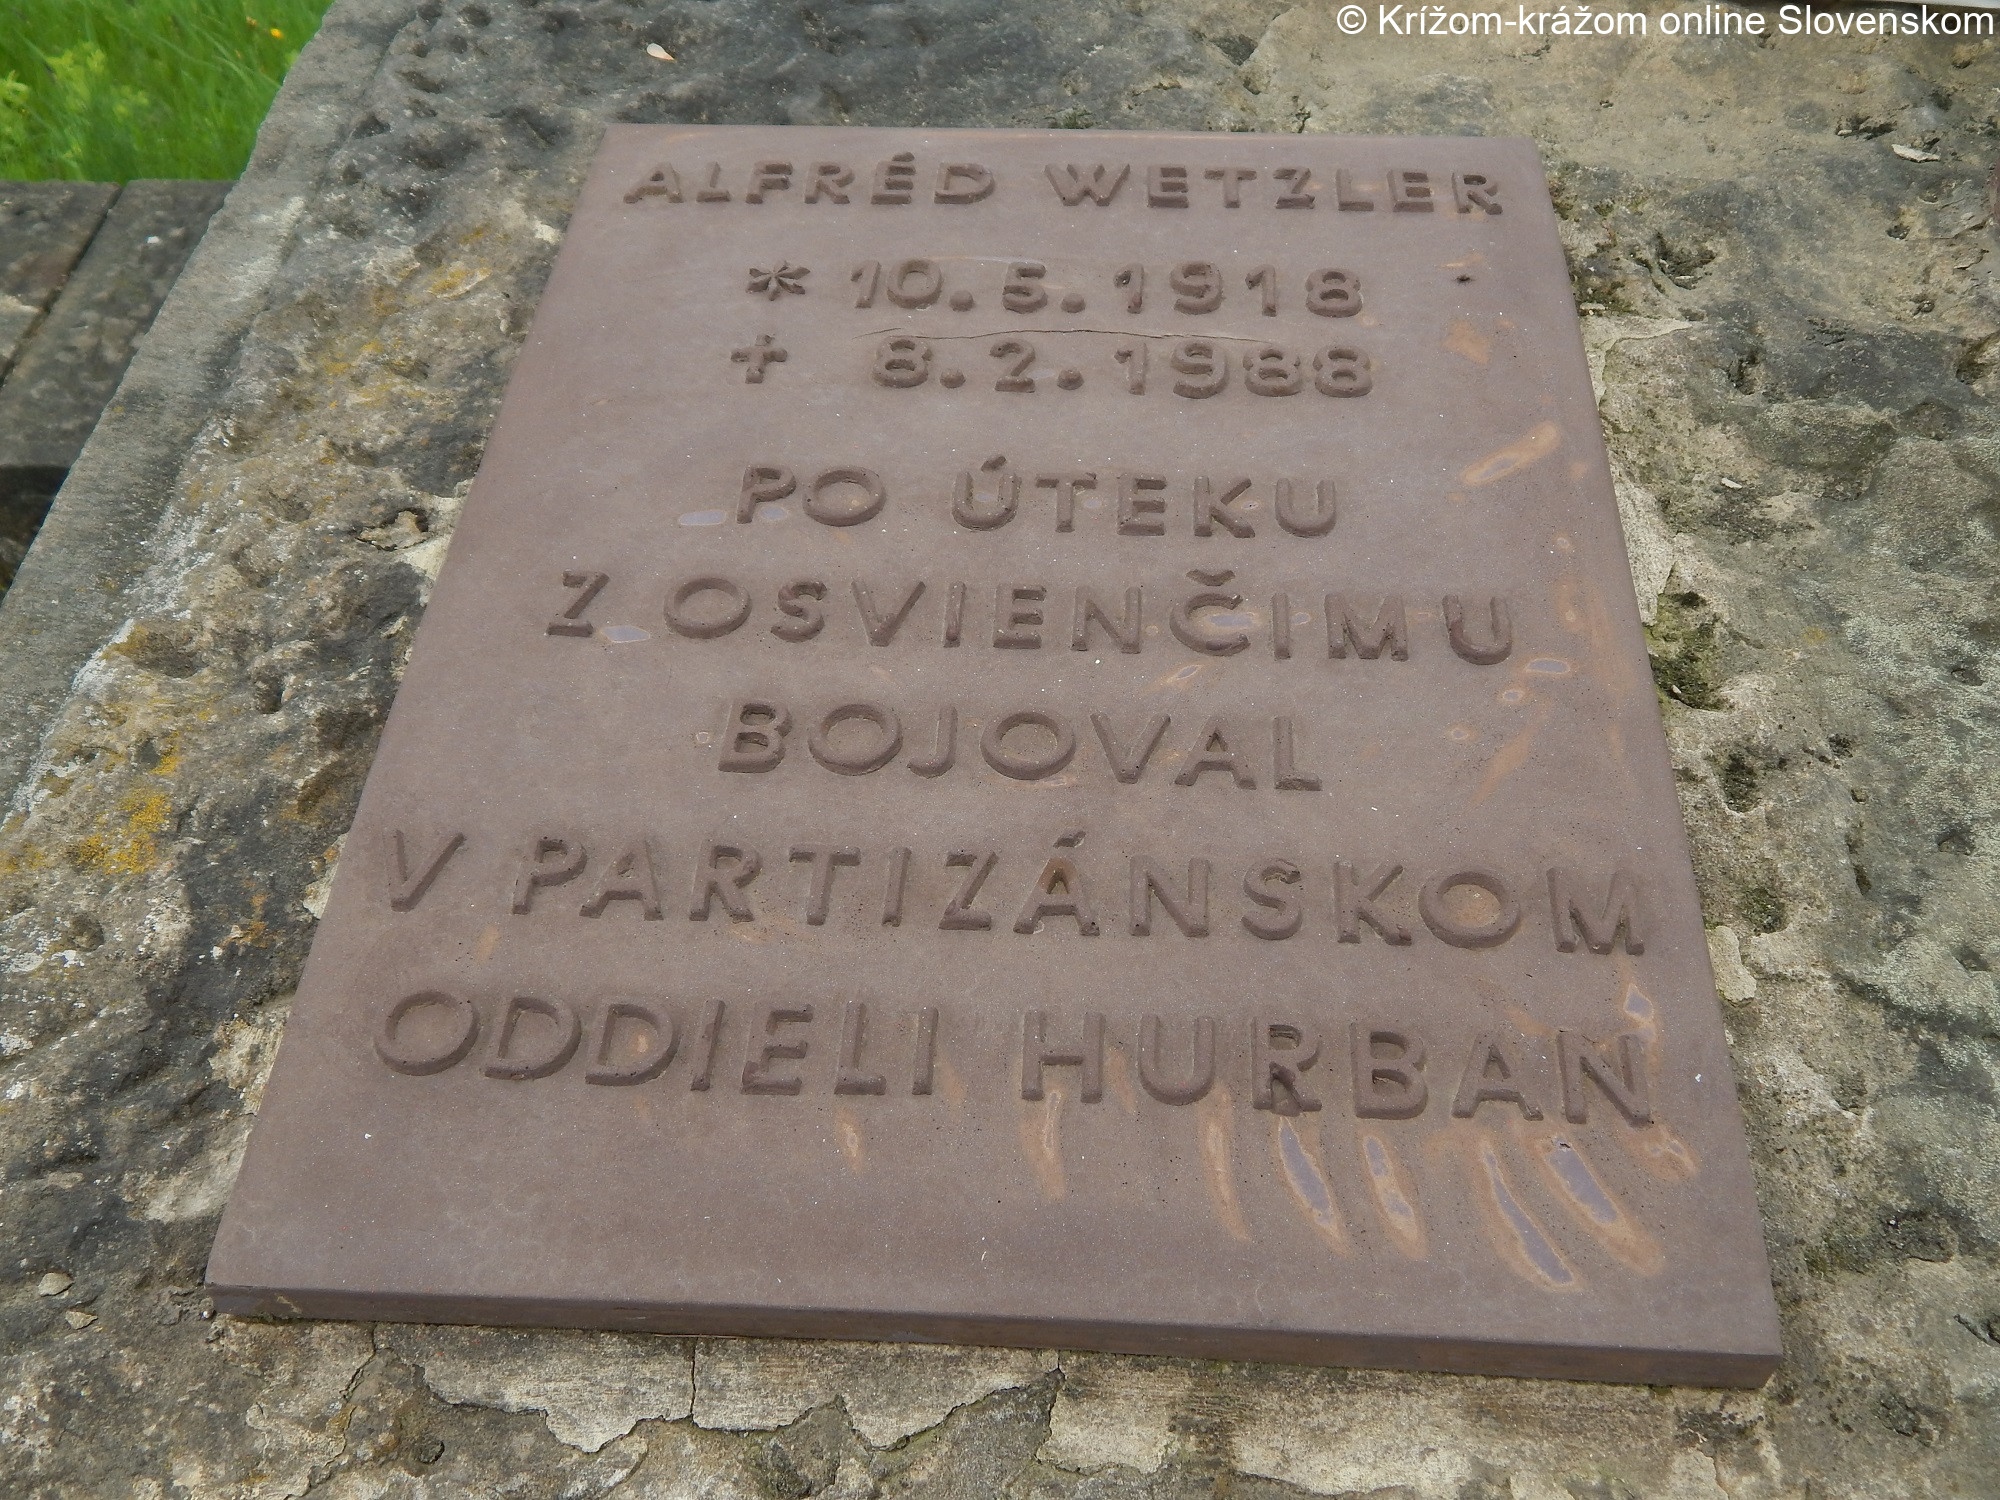 © Krížom-krážom online Slovenskom
ALFRÉD WETZLER
* 10.5.1918
+ 8.2.1988
PO ÚTEKU
Z OSVIENČIMU
BOJOVAL
V PARTIZÁNSKOM
ODDIELI HURBAN